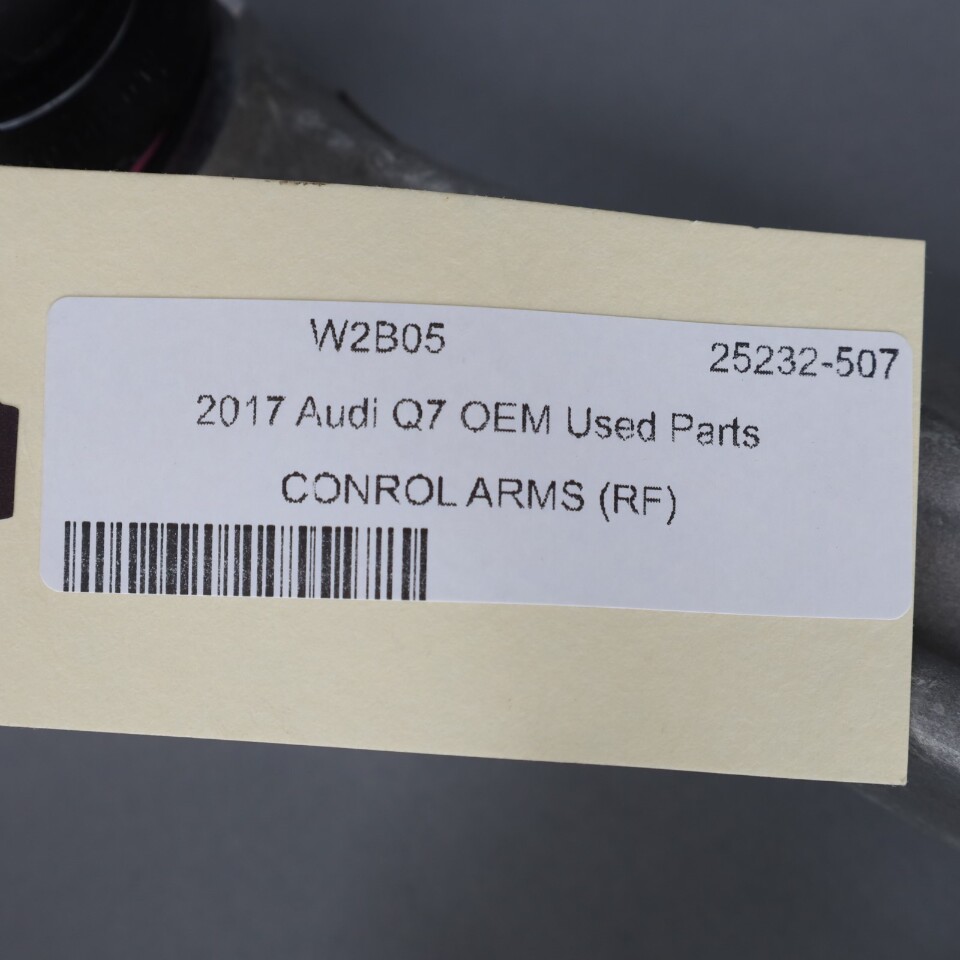 W2B05
25232-507
2017 Audi Q7 OEM Used Parts
CONROL ARMS (RF)